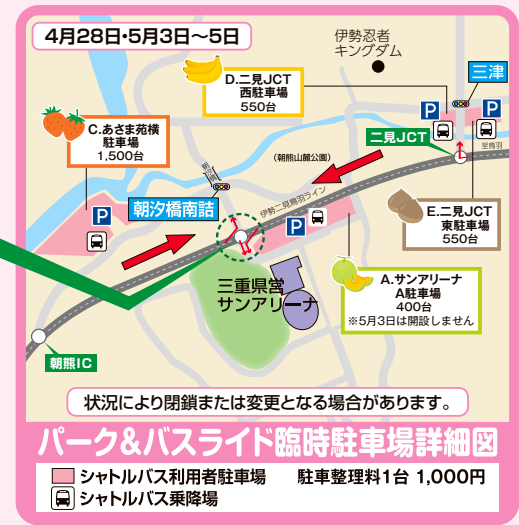 4月28日・5月3日～5日
伊勢忍者
キングダム
D.二見JCT
西駐車場
550台
三津
P
P
C.あさま苑横
駐車場
1,500台
二見JCT
至鳥羽
(朝熊山麓公園)
P
朝汐橋南詰
伊勢二見鳥羽ライン
P
E.二見JCT
東駐車場
550台
三重県営
サンアリーナ
A.サンアリーナ
A駐車場
400台
※5月3日は開設しません
朝熊IC
状況により閉鎖または変更となる場合があります。
パーク&バスライド臨時駐車場詳細図
シャトルバス利用者駐車場 駐車整理料1台 1,000円
シャトルバス乗降場